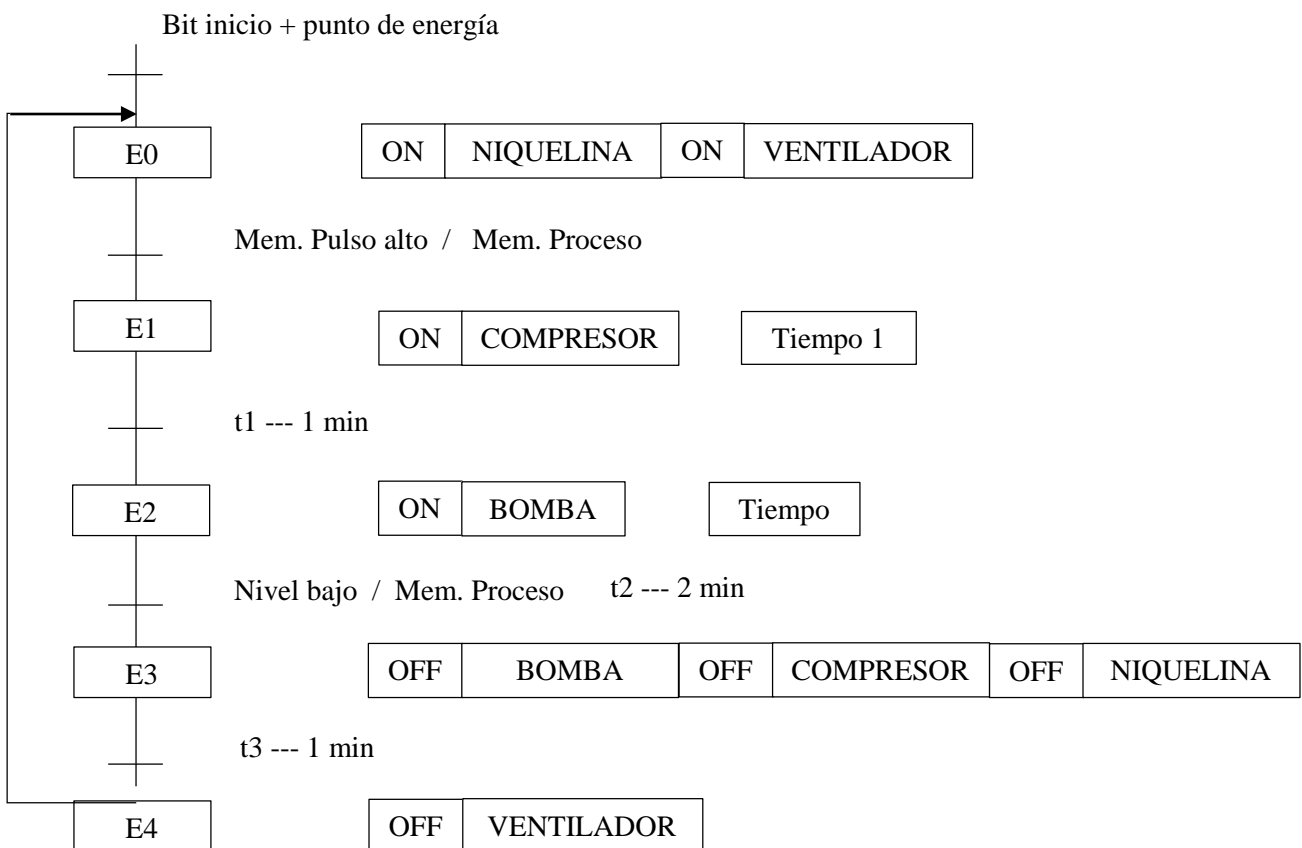 Bit inicio + punto de energía
E0 ON NIQUELINA ON VENTILADOR
Mem. Pulso alto / Mem. Proceso
E1 ON COMPRESOR Tiempo 1
t1 --- 1 min
E2 ON BOMBA Tiempo
Nivel bajo / Mem. Proceso t2 --- 2 min
E3 OFF BOMBA OFF COMPRESOR OFF NIQUELINA
t3 --- 1 min
E4 OFF VENTILADOR